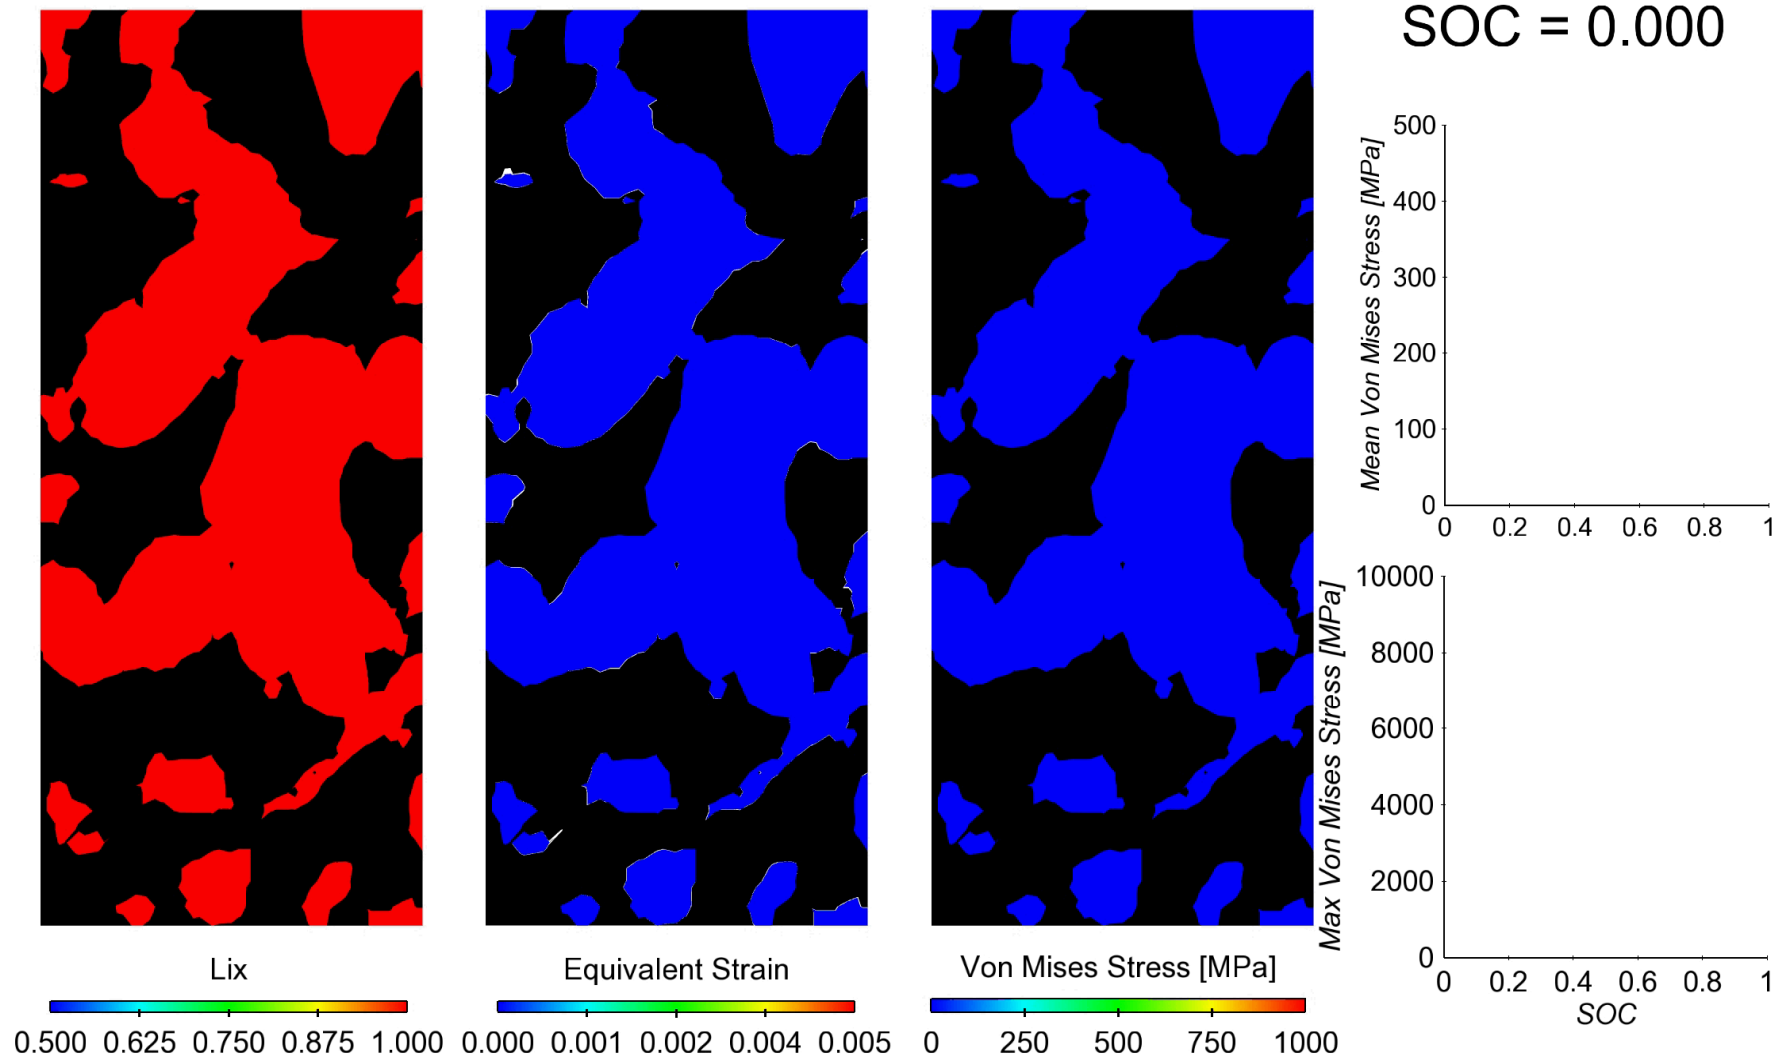 SOC = 0.000
Mean Von Mises Stress [MPa]
500
400
300
200
100
0
0 0.2 0.4 0.6 0.8 1
Max Von Mises Stress [MPa]
10000
8000
6000
4000
2000
0
0 0.2 0.4 0.6 0.8 1
SOC
Lix
0.500 0.625 0.750 0.875 1.000
Equivalent Strain
0.000 0.001 0.002 0.004 0.005
Von Mises Stress [MPa]
0 250 500 750 1000